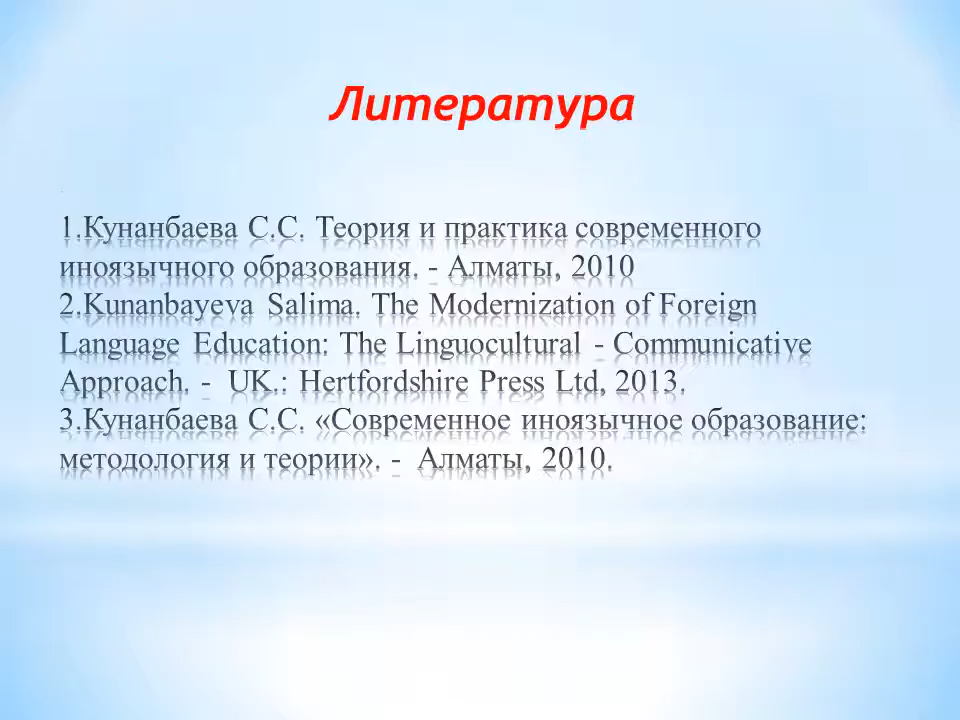 Литература
1.Кунанбаева С.С. Теория и практика современного
иноязычного образования. - Алматы, 2010
2.Kunanbayeva Salima. The Modernization of Foreign
Language Education: The Linguocultural - Communicative
Approach. - UK.: Hertfordshire Press Ltd, 2013.
3.Кунанбаева С.С. «Современное иноязычное образование:
методология и теории». - Алматы, 2010.